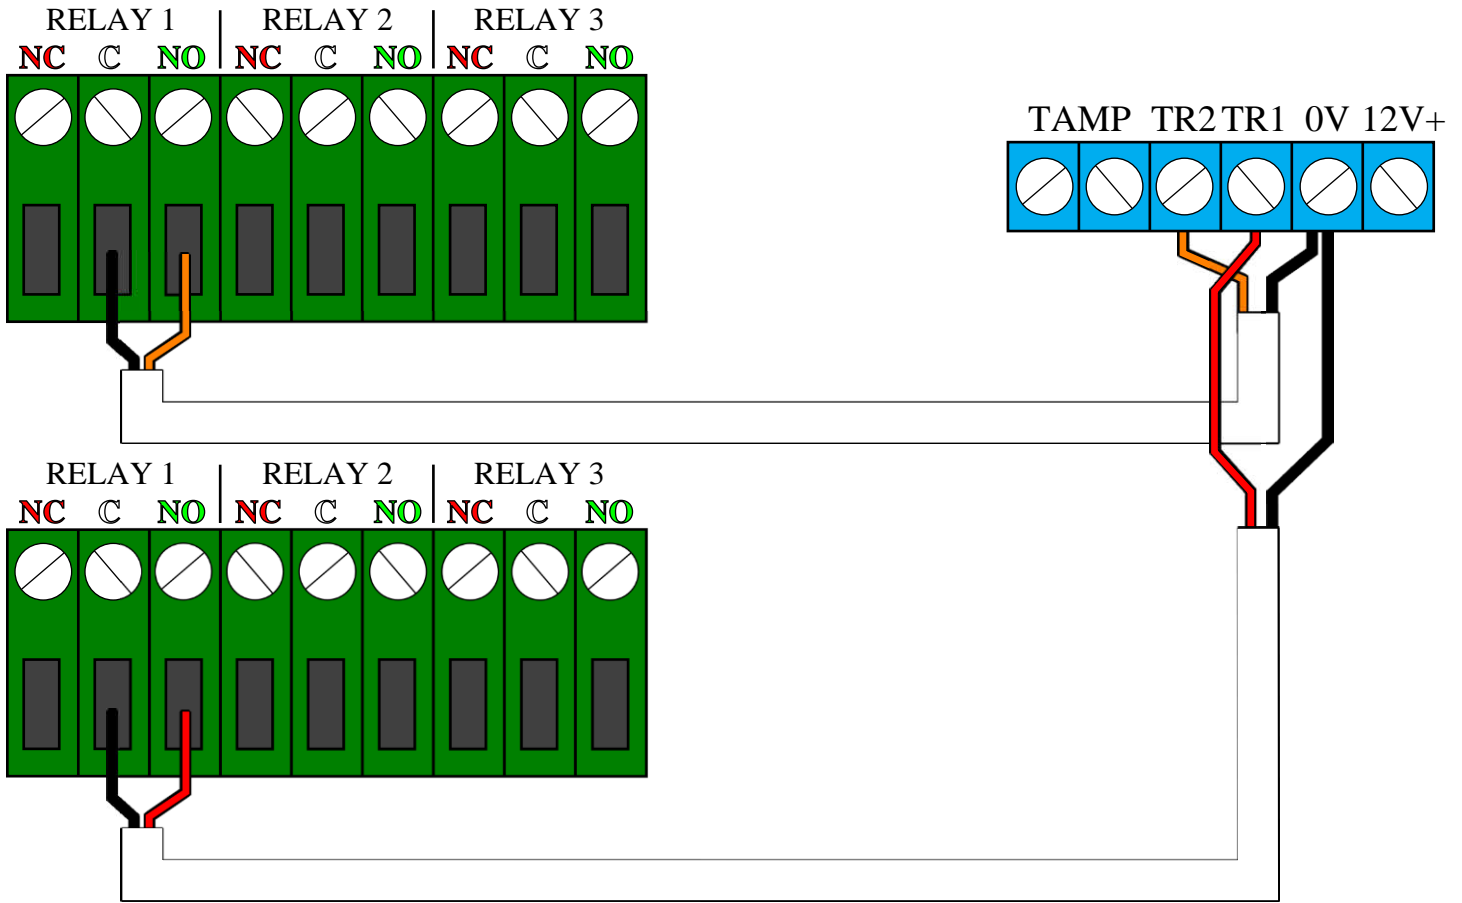 RELAY 1 RELAY 2 RELAY 3
NC C NO NC C NO NC C NO
TAMP TR2 TR1 0V 12V+
RELAY 1 RELAY 2 RELAY 3
NC C NO NC C NO NC C NO